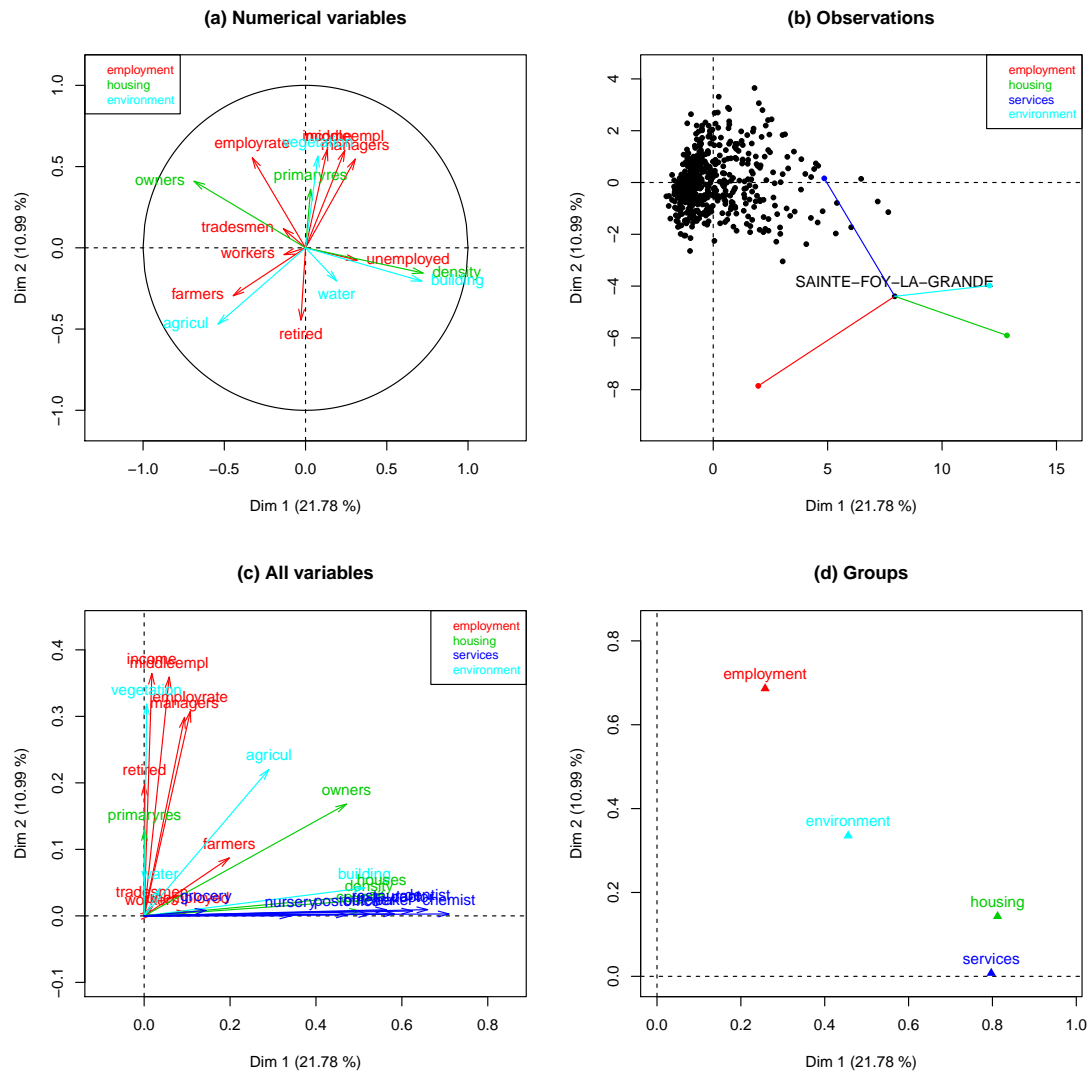 (a) Numerical variables
employment
housing
environment
middleempl
employrate
managers
primaryres
owners
tradesmen
workers
unemployed
density
building
farmers
water
agricul
retired
Dim 2 (10.99 %)
1.0
0.5
0.0
−0.5
−1.0
−1.0
−0.5
0.0
0.5
1.0
Dim 1 (21.78 %)
(b) Observations
employment
housing
services
environment
SAINTE−FOY−LA−GRANDE
Dim 2 (10.99 %)
4
2
0
−2
−4
−6
−8
0
5
10
15
Dim 1 (21.78 %)
(c) All variables
employment
housing
services
environment
income
middleempl
vegetation
employrate
managers
retired
agricul
owners
primaryres
farmers
water
building
houses
density
tradesmen
workers
grocery
dentist
nursery
postoffice
chemist
Dim 2 (10.99 %)
0.4
0.3
0.2
0.1
0.0
−0.1
0.0
0.2
0.4
0.6
0.8
Dim 1 (21.78 %)
(d) Groups
employment
environment
housing
services
Dim 2 (10.99 %)
0.8
0.6
0.4
0.2
0.0
0.0
0.2
0.4
0.6
0.8
1.0
Dim 1 (21.78 %)